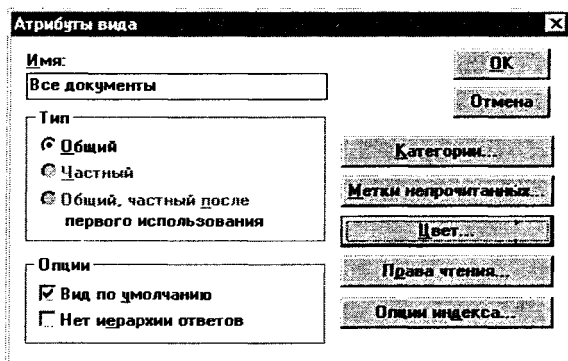 Атрибуты вида
Имя:
Все документы
Тип
Общий
Частный
Общий, частный после
первого использования
Опции
Вид по умолчанию
Нет иерархии ответов
OK
Отмена
Категории...
Метки непрочитанных...
Цвет...
Права чтения...
Опции индекса...